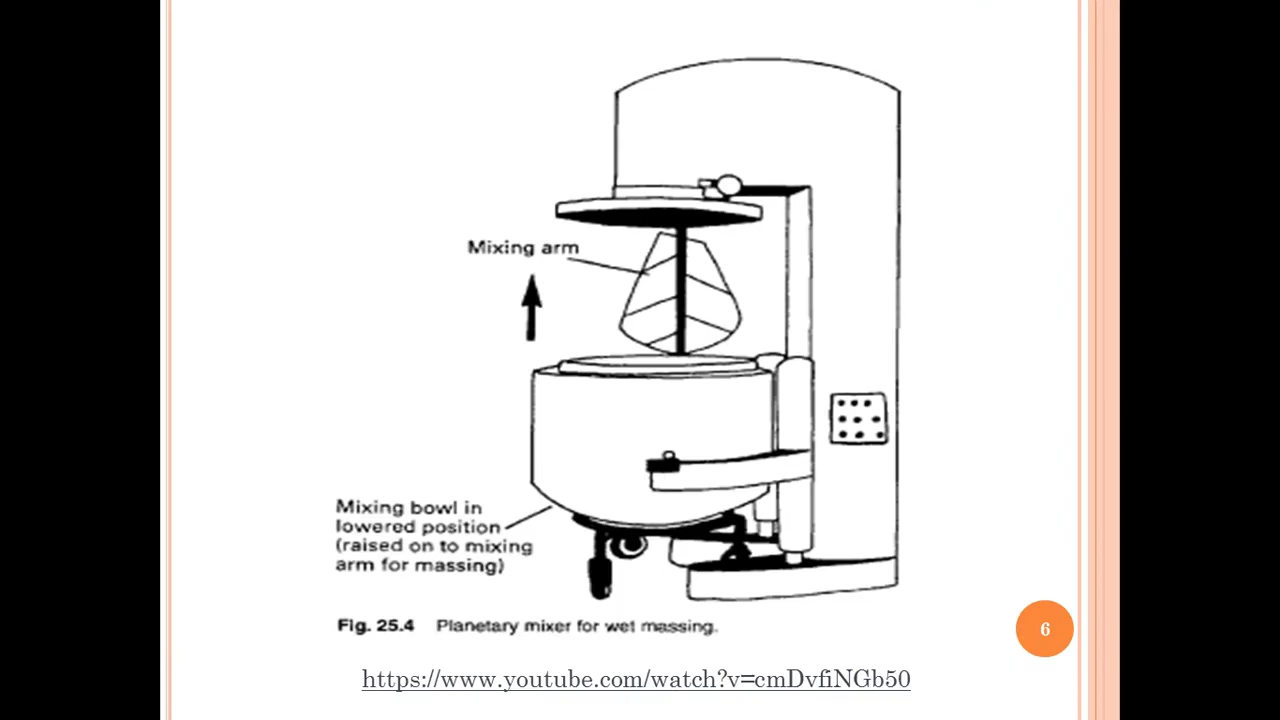 Mixing arm
Mixing bowl in
lowered position
(raised on to mixing
arm for massing)
Fig. 25.4 Planetary mixer for wet massing.
6
https://www.youtube.com/watch?v=cmDvfiNGb50